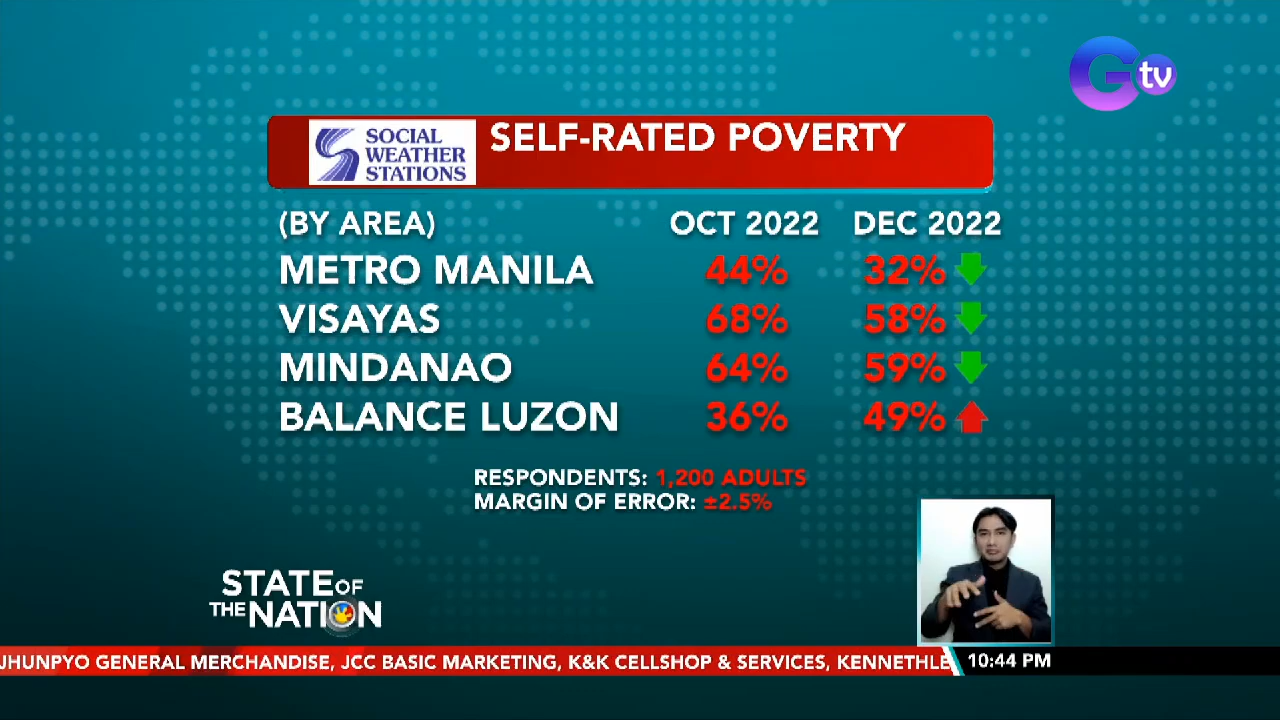 Gtv
SOCIAL
WEATHER
STATIONS
SELF-RATED POVERTY
(BY AREA) OCT 2022 DEC 2022
METRO MANILA 44% 32%
VISAYAS 68% 58%
MINDANAO 64% 59%
BALANCE LUZON 36% 49%
RESPONDENTS: 1,200 ADULTS
MARGIN OF ERROR: ±2.5%
STATE OF
THE NATION
JHUNPYO GENERAL MERCHANDISE, JCC BASIC MARKETING, K&K CELLSHOP & SERVICES, KENNETHLE
10:44 PM